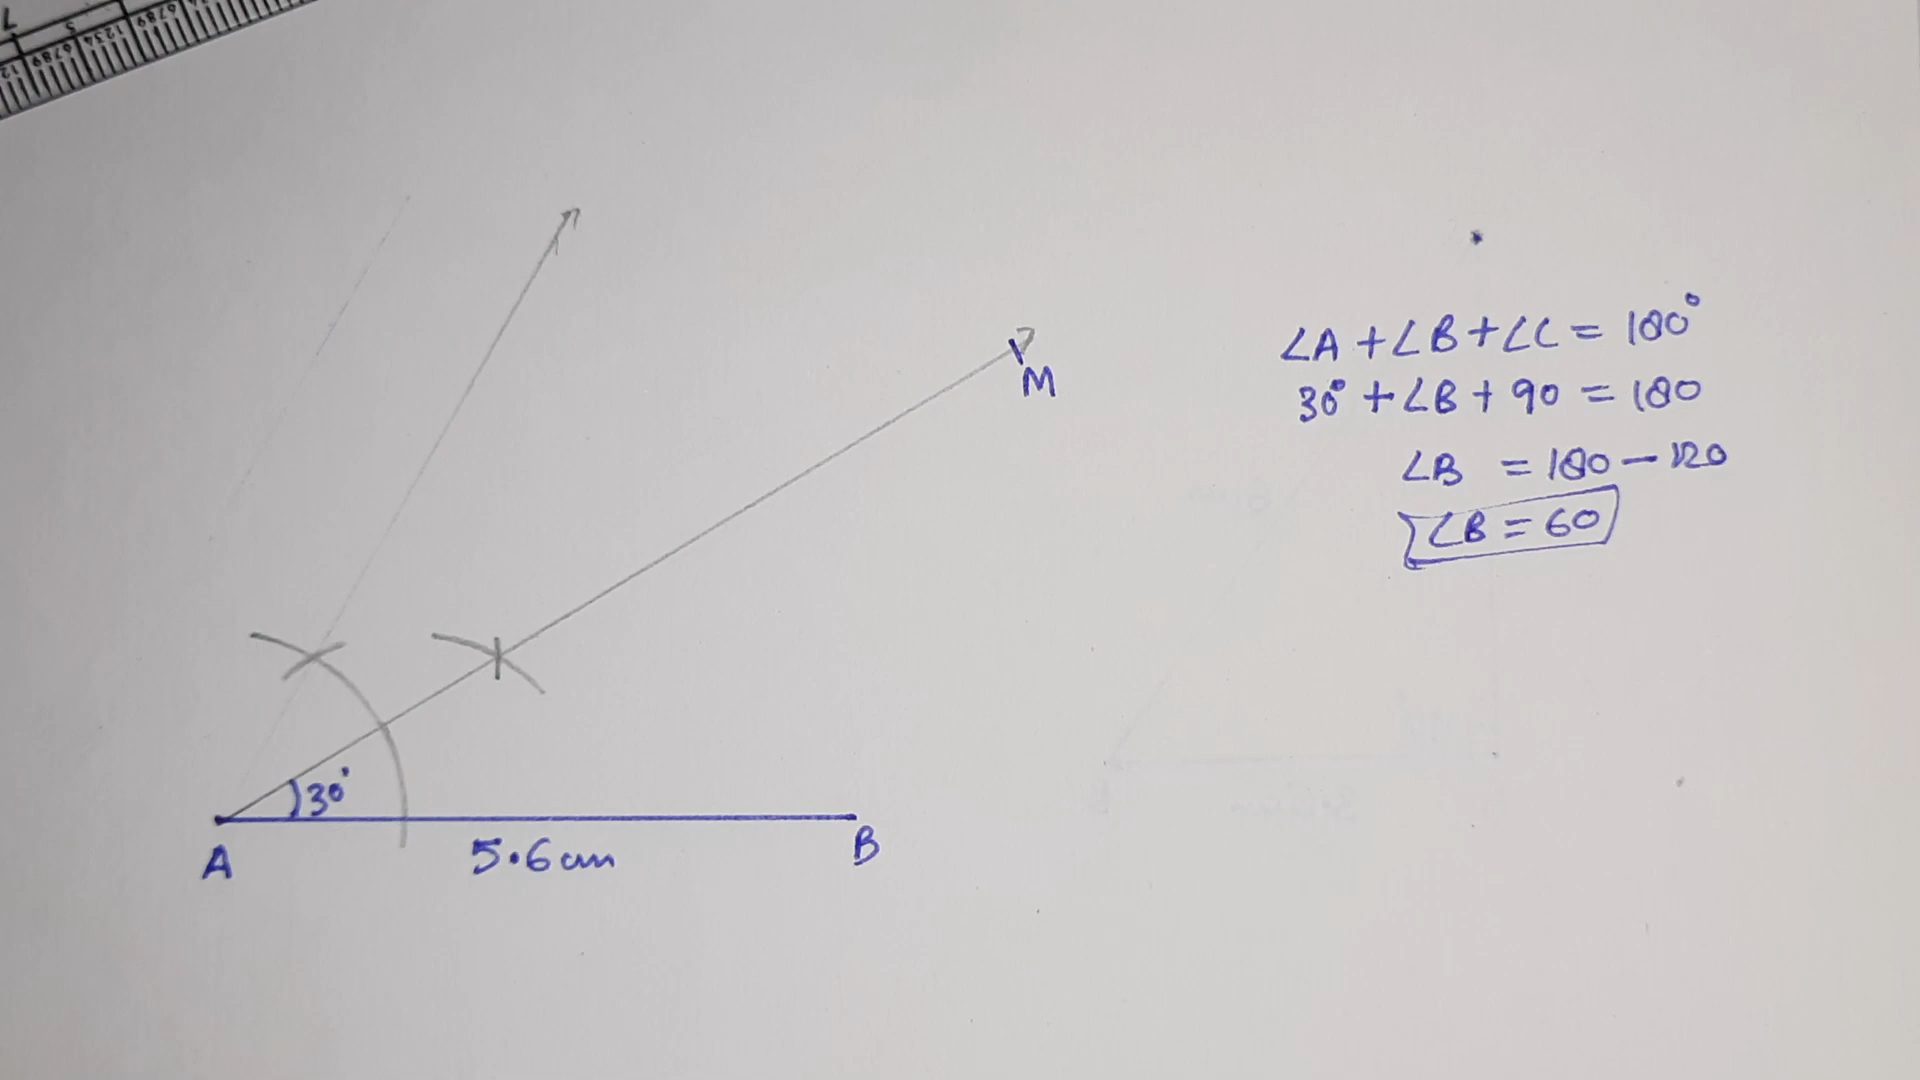 ∠A + ∠B + ∠C = 180°
30° + ∠B + 90 = 180
∠B = 180 - 120
∠B = 60
M
30°
A
5.6 cm
B